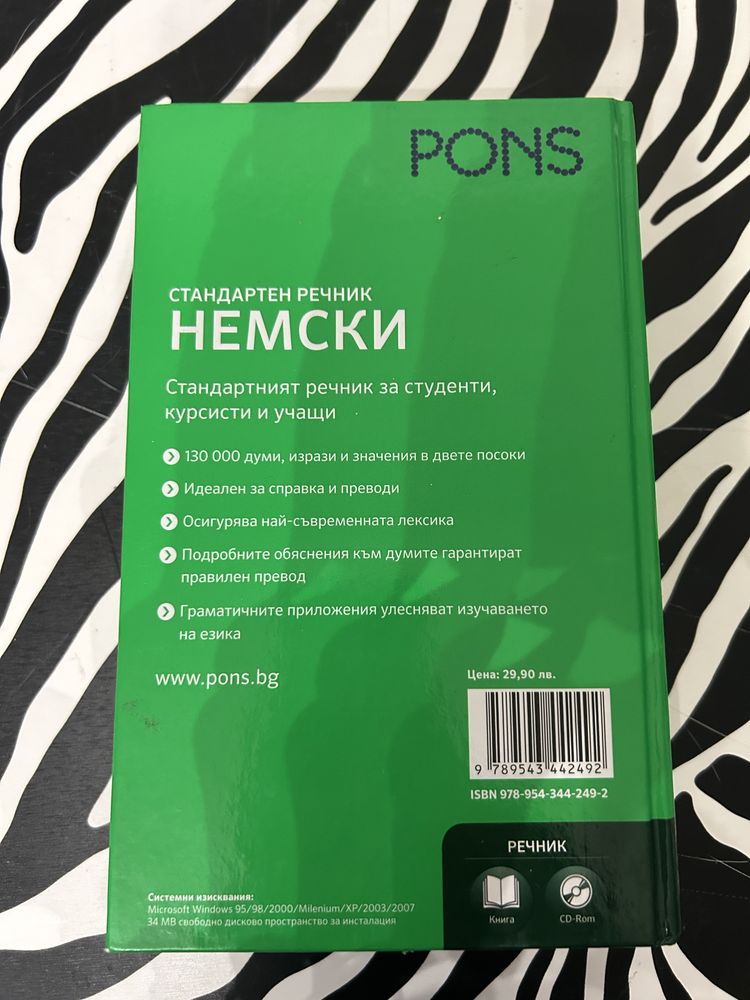 PONS
СТАНДАРТЕН РЕЧНИК
НЕМСКИ
Стандартният речник за студенти,
курсисти и учащи
130 000 думи, изрази и значения в двете посоки
Идеален за справка и преводи
Осигурява най-съвременната лексика
Подробните обяснения към думите гарантират
правилен превод
Граматичните приложения улесняват изучаването
на езика
www.pons.bg
Цена: 29,90 лв.
9 789543 442492
ISBN 978-954-344-249-2
РЕЧНИК
Книга
CD-Rom
Системни изисквания:
Microsoft Windows 95/98/2000/Milenium/XP/2003/2007
34 MB свободно дисково пространство за инсталация